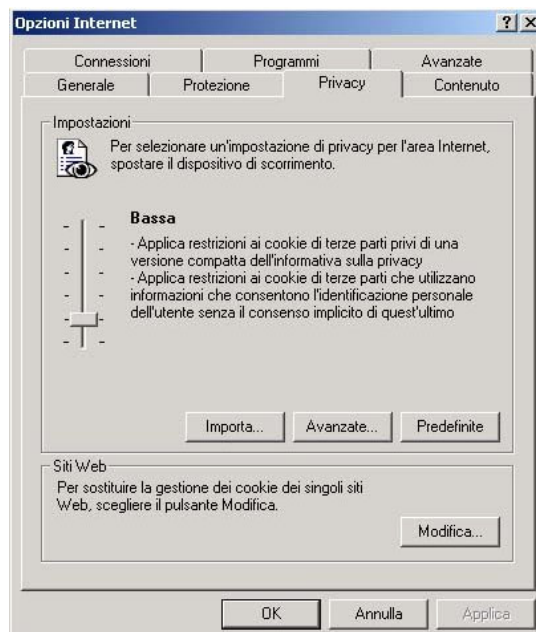 Opzioni Internet
Connessioni Programmi Avanzate
Generale Protezione Privacy Contenuto
Impostazioni
Per selezionare un'impostazione di privacy per l'area Internet,
spostare il dispositivo di scorrimento.
Bassa
- Applica restrizioni ai cookie di terze parti privi di una
versione compatta dell'informativa sulla privacy
- Applica restrizioni ai cookie di terze parti che utilizzano
informazioni che consentono l'identificazione personale
dell'utente senza il consenso implicito di quest'ultimo
Importa... Avanzate... Predefinite
Siti Web
Per sostituire la gestione dei cookie dei singoli siti
Web, scegliere il pulsante Modifica.
Modifica...
OK Annulla Applica